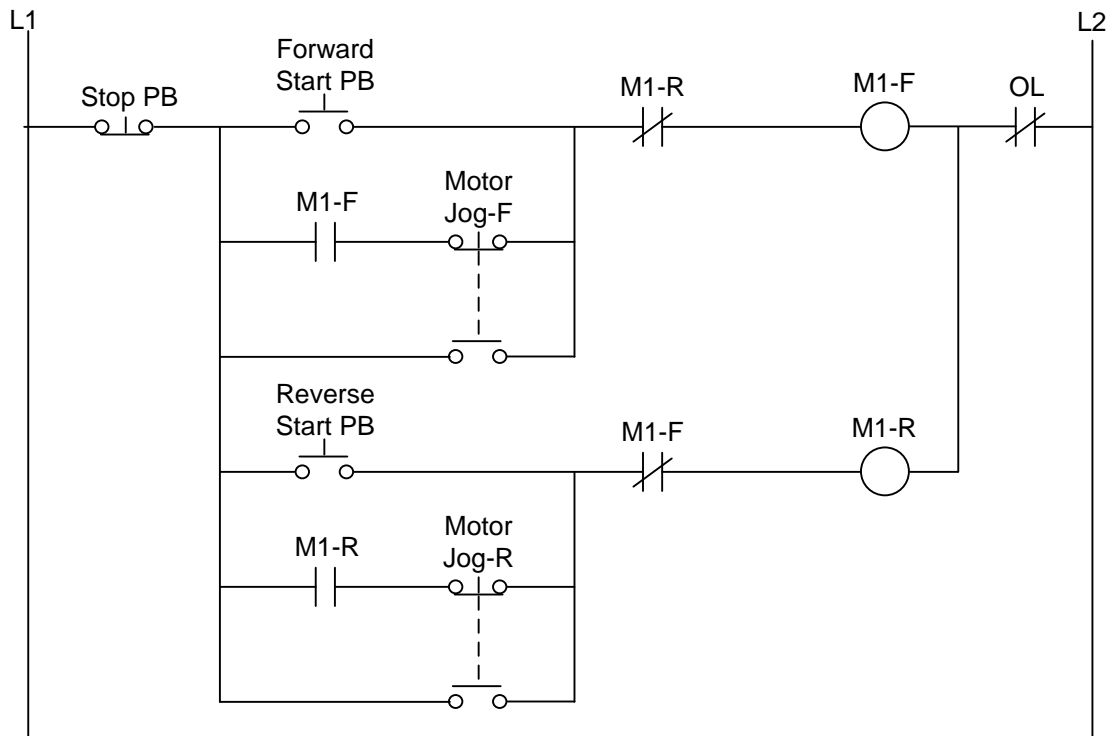 L1
L2
Forward
Start PB
Stop PB
M1-R
M1-F
OL
M1-F
Motor
Jog-F
Reverse
Start PB
M1-F
M1-R
M1-R
Motor
Jog-R